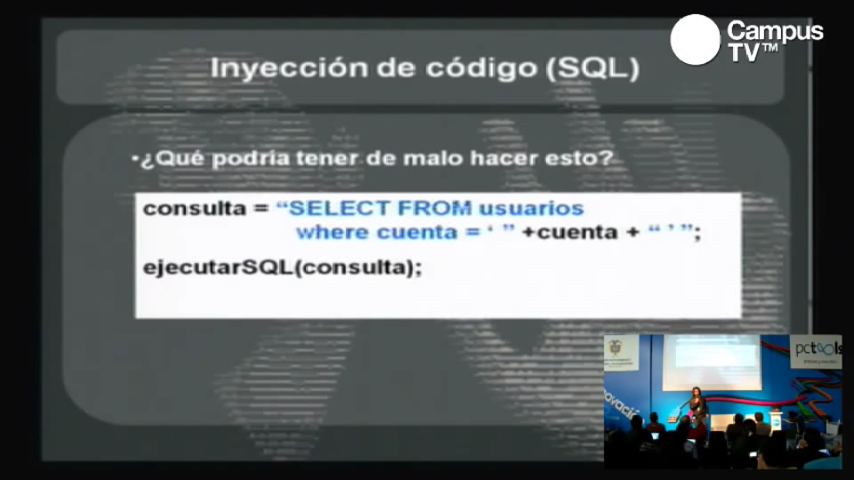 Campus
TV™
Inyección de código (SQL)
•¿Qué podría tener de malo hacer esto?
consulta = “SELECT FROM usuarios
where cuenta = ‘ ” +cuenta + “ ’ ”;
ejecutarSQL(consulta);
pctools